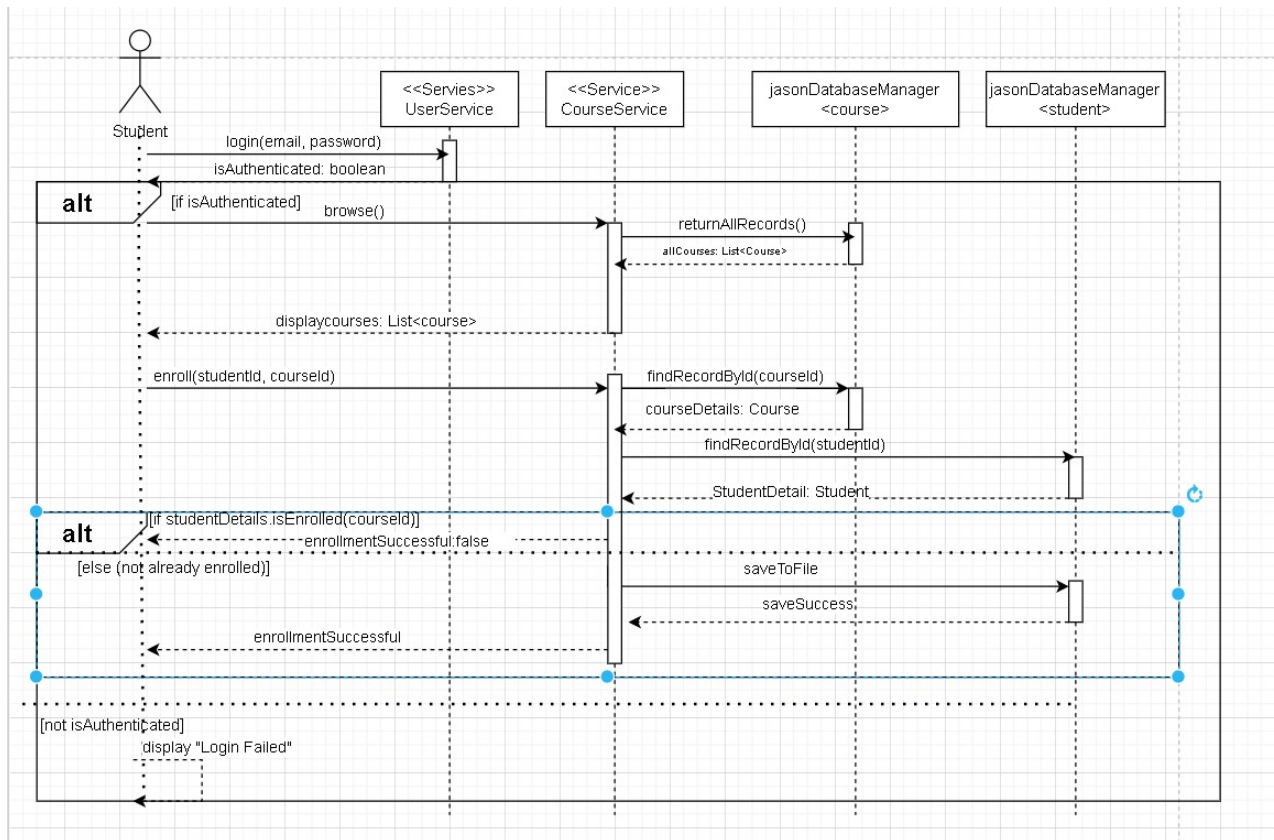 <<Servies>>
UserService
<<Service>>
CourseService
jasonDatabaseManager
<course>
jasonDatabaseManager
<student>
Student
login(email, password)
isAuthenticated: boolean
alt
[if isAuthenticated]
browse()
returnAllRecords()
allCourses: List<Course>
displaycourses: List<course>
enroll(studentId, courseId)
findRecordById(courseId)
courseDetails: Course
findRecordById(studentId)
StudentDetail: Student
alt
[if studentDetails.isEnrolled(courseId)]
enrollmentSuccessful:false
[else (not already enrolled)]
saveToFile
saveSuccess
enrollmentSuccessful
[not isAuthenticated]
display "Login Failed"